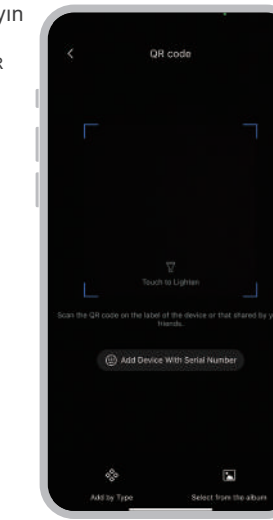 yın
R
QR code
Touch to Lighten
Scan the QR code on the label of the device or that shared by y
friends.
Add Device With Serial Number
Add by Type
Select from the album